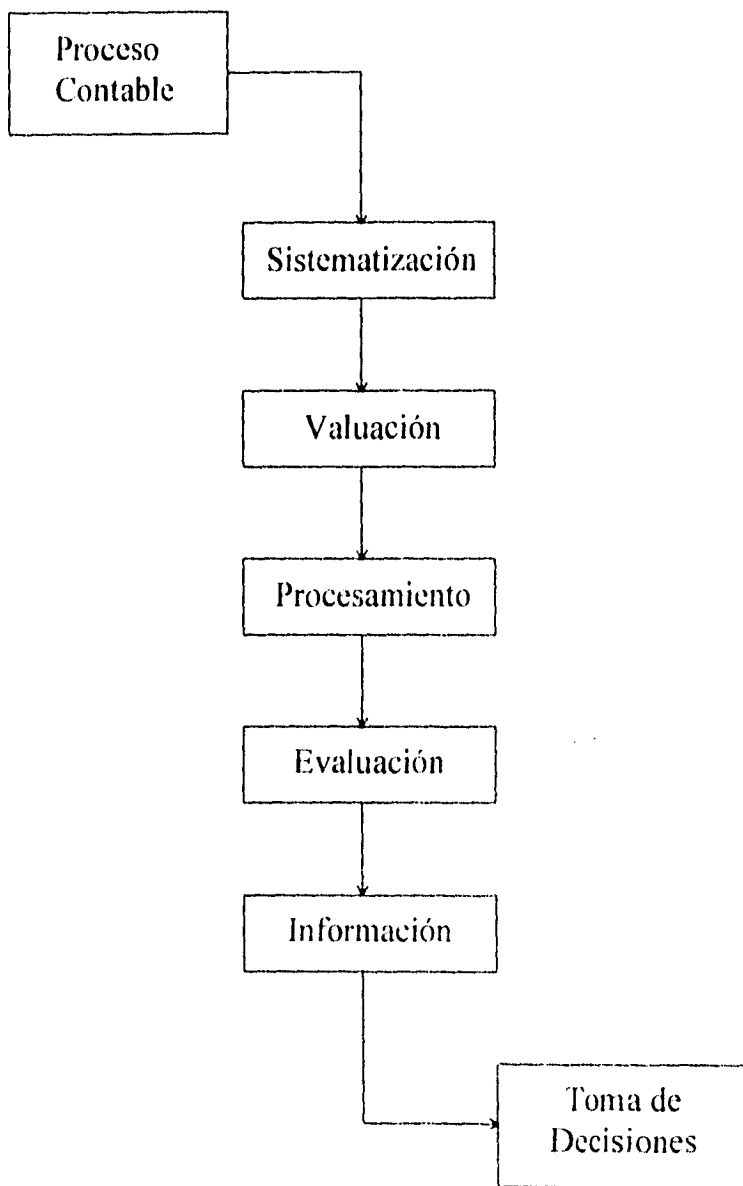 Proceso
Contable
Sistematización
Valuación
Procesamiento
Evaluación
Información
Toma de
Decisiones